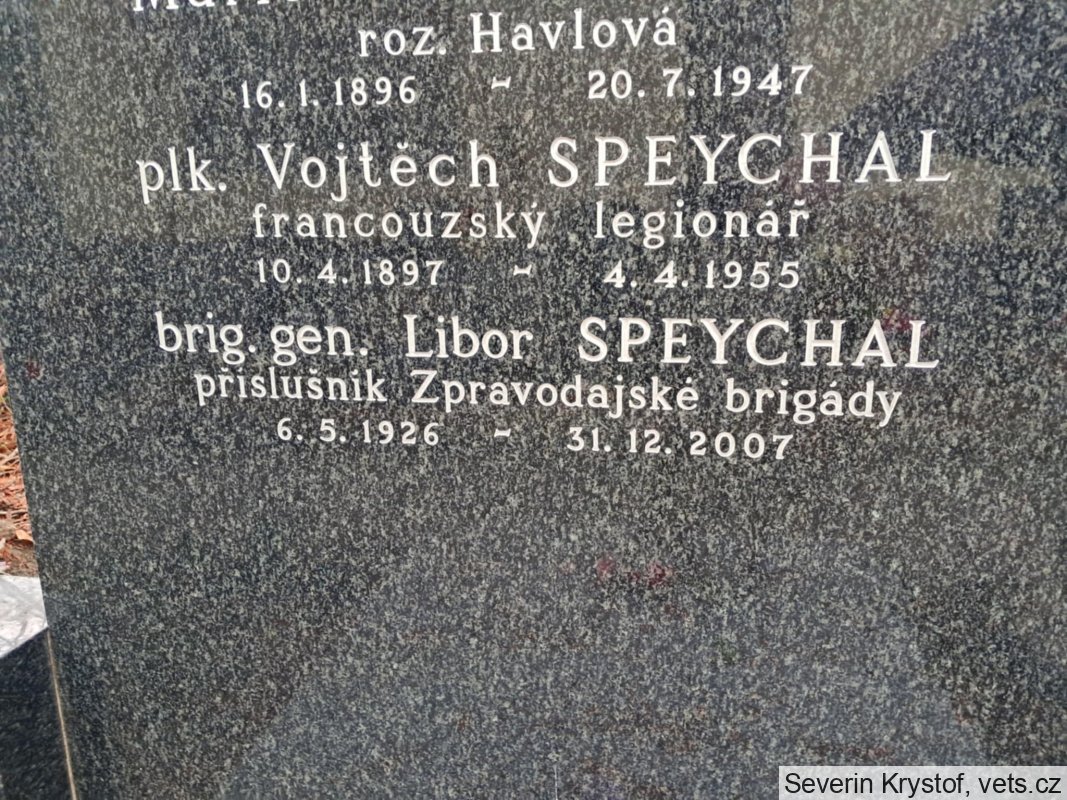 roz. Havlová
16. 1. 1896 - 20. 7. 1947
plk. Vojtěch SPEYCHAL
francouzský legionář
10. 4. 1897 - 4. 4. 1955
brig. gen. Libor SPEYCHAL
příslušník Zpravodajské brigády
6. 5. 1926 - 31. 12. 2007
Severin Krystof, vets.cz